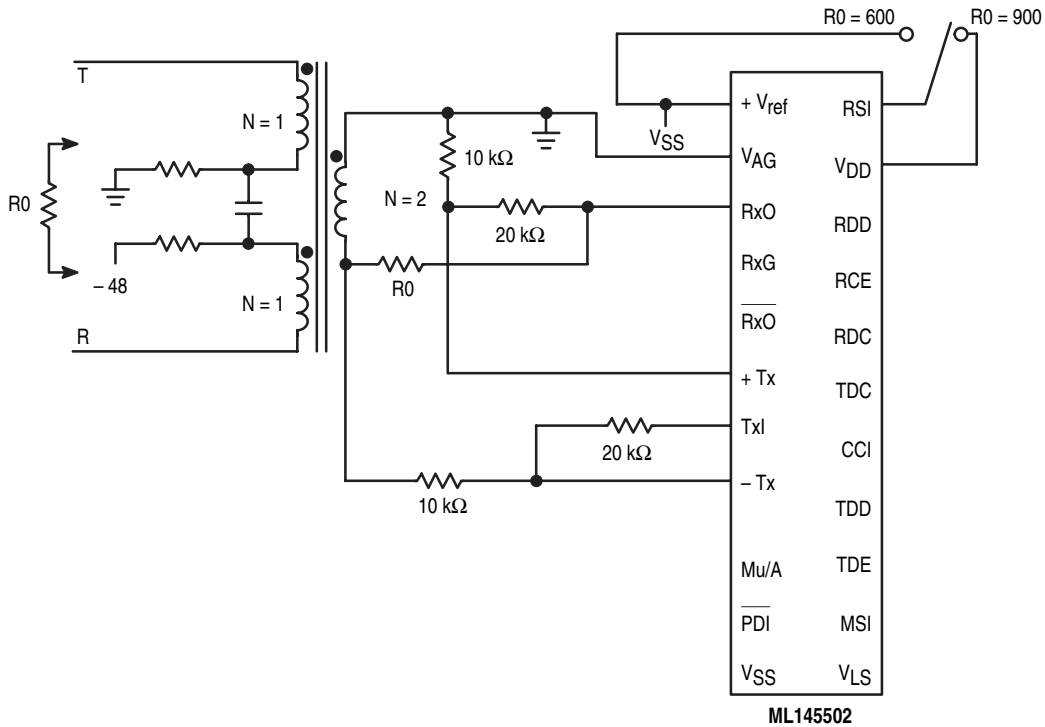 R0 = 600
R0 = 900
T
N = 1
R0
– 48
N = 1
R
N = 2
10 kΩ
20 kΩ
R0
20 kΩ
10 kΩ
VSS
+ Vref
VAG
RxO
RxG
RxO
+ Tx
TxI
– Tx
Mu/A
PDI
VSS
RSI
VDD
RDD
RCE
RDC
TDC
CCI
TDD
TDE
MSI
VLS
ML145502